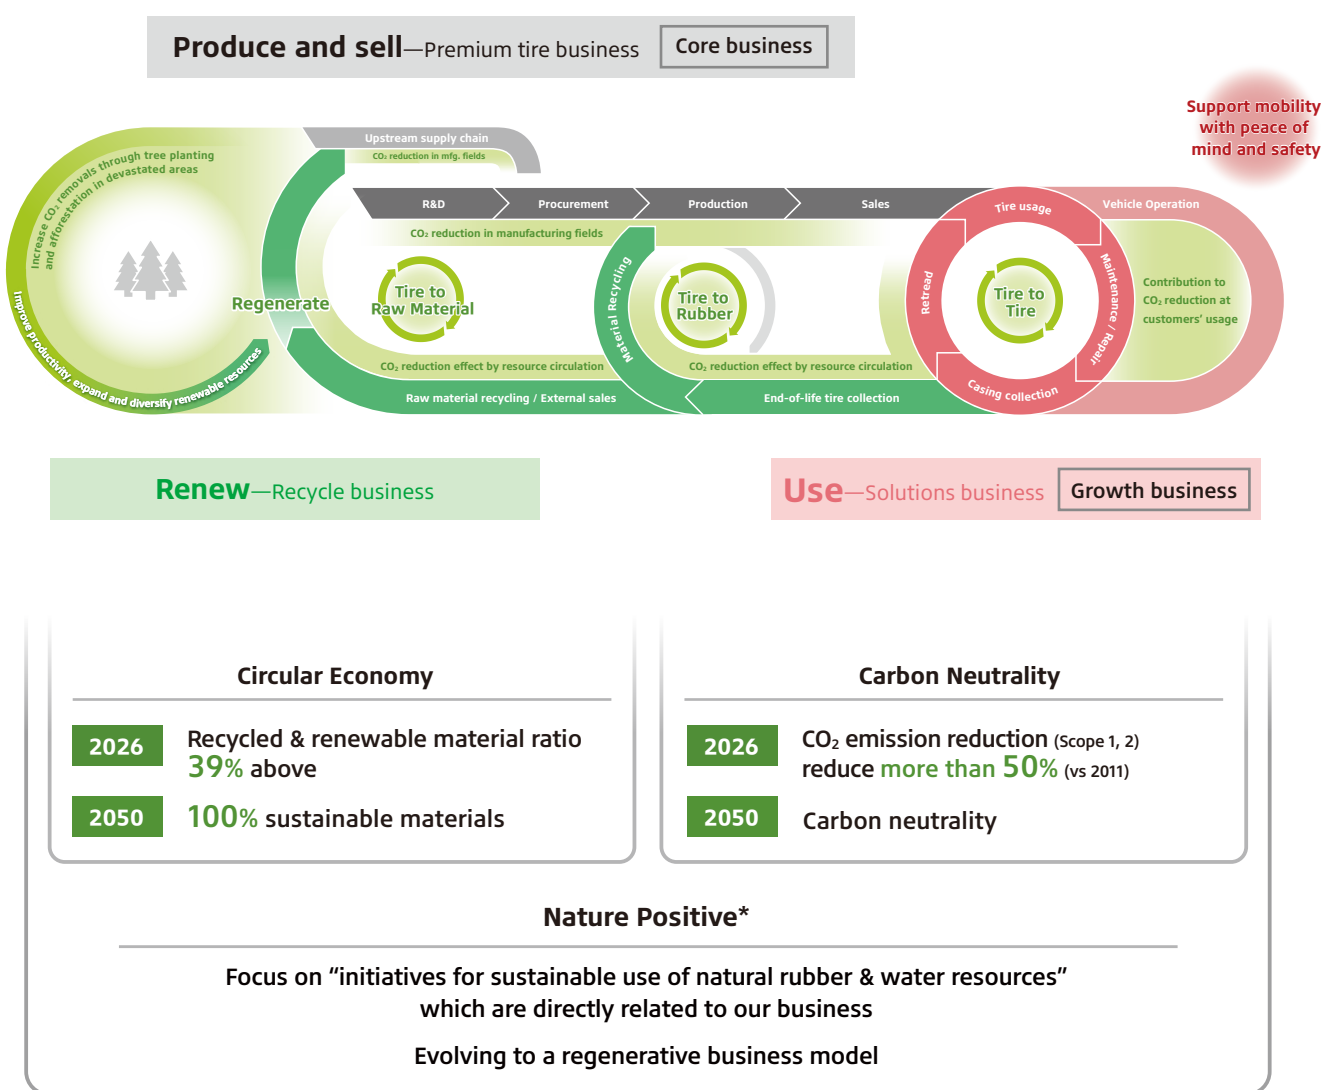 Produce and sell—Premium tire business
Core business
Support mobility
with peace of
mind and safety
Upstream supply chain
CO₂ reduction in mfg. fields
Increase CO₂ removals through tree planting
and afforestation in devastated areas
R&D
Procurement
Production
Sales
Tire usage
Vehicle Operation
CO₂ reduction in manufacturing fields
Regenerate
Tire to
Raw Material
Material Recycling
Tire to
Rubber
Retread
Tire to
Tire
Maintenance / Repair
Contribution to
CO₂ reduction at
customers’ usage
Improve productivity, expand and diversify renewable resources
CO₂ reduction effect by resource circulation
CO₂ reduction effect by resource circulation
Casing collection
Raw material recycling / External sales
End-of-life tire collection
Renew—Recycle business
Use—Solutions business
Growth business
Circular Economy
2026
Recycled & renewable material ratio
39% above
2050
100% sustainable materials
Carbon Neutrality
2026
CO₂ emission reduction (Scope 1, 2)
reduce more than 50% (vs 2011)
2050
Carbon neutrality
Nature Positive*
Focus on “initiatives for sustainable use of natural rubber & water resources”
which are directly related to our business
Evolving to a regenerative business model